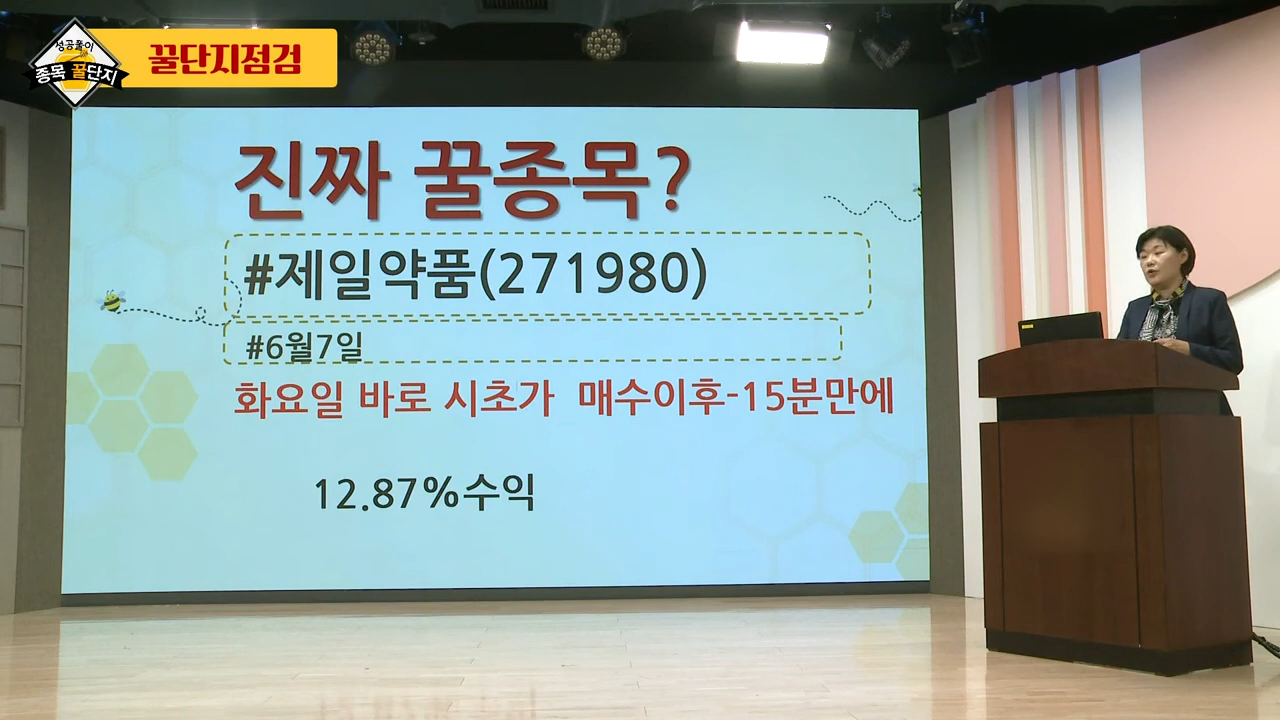 성공풀이
종목 꿀단지
꿀단지점검
진짜 꿀종목?
#제일약품(271980)
#6월7일
화요일 바로 시초가 매수이후-15분만에
12.87%수익